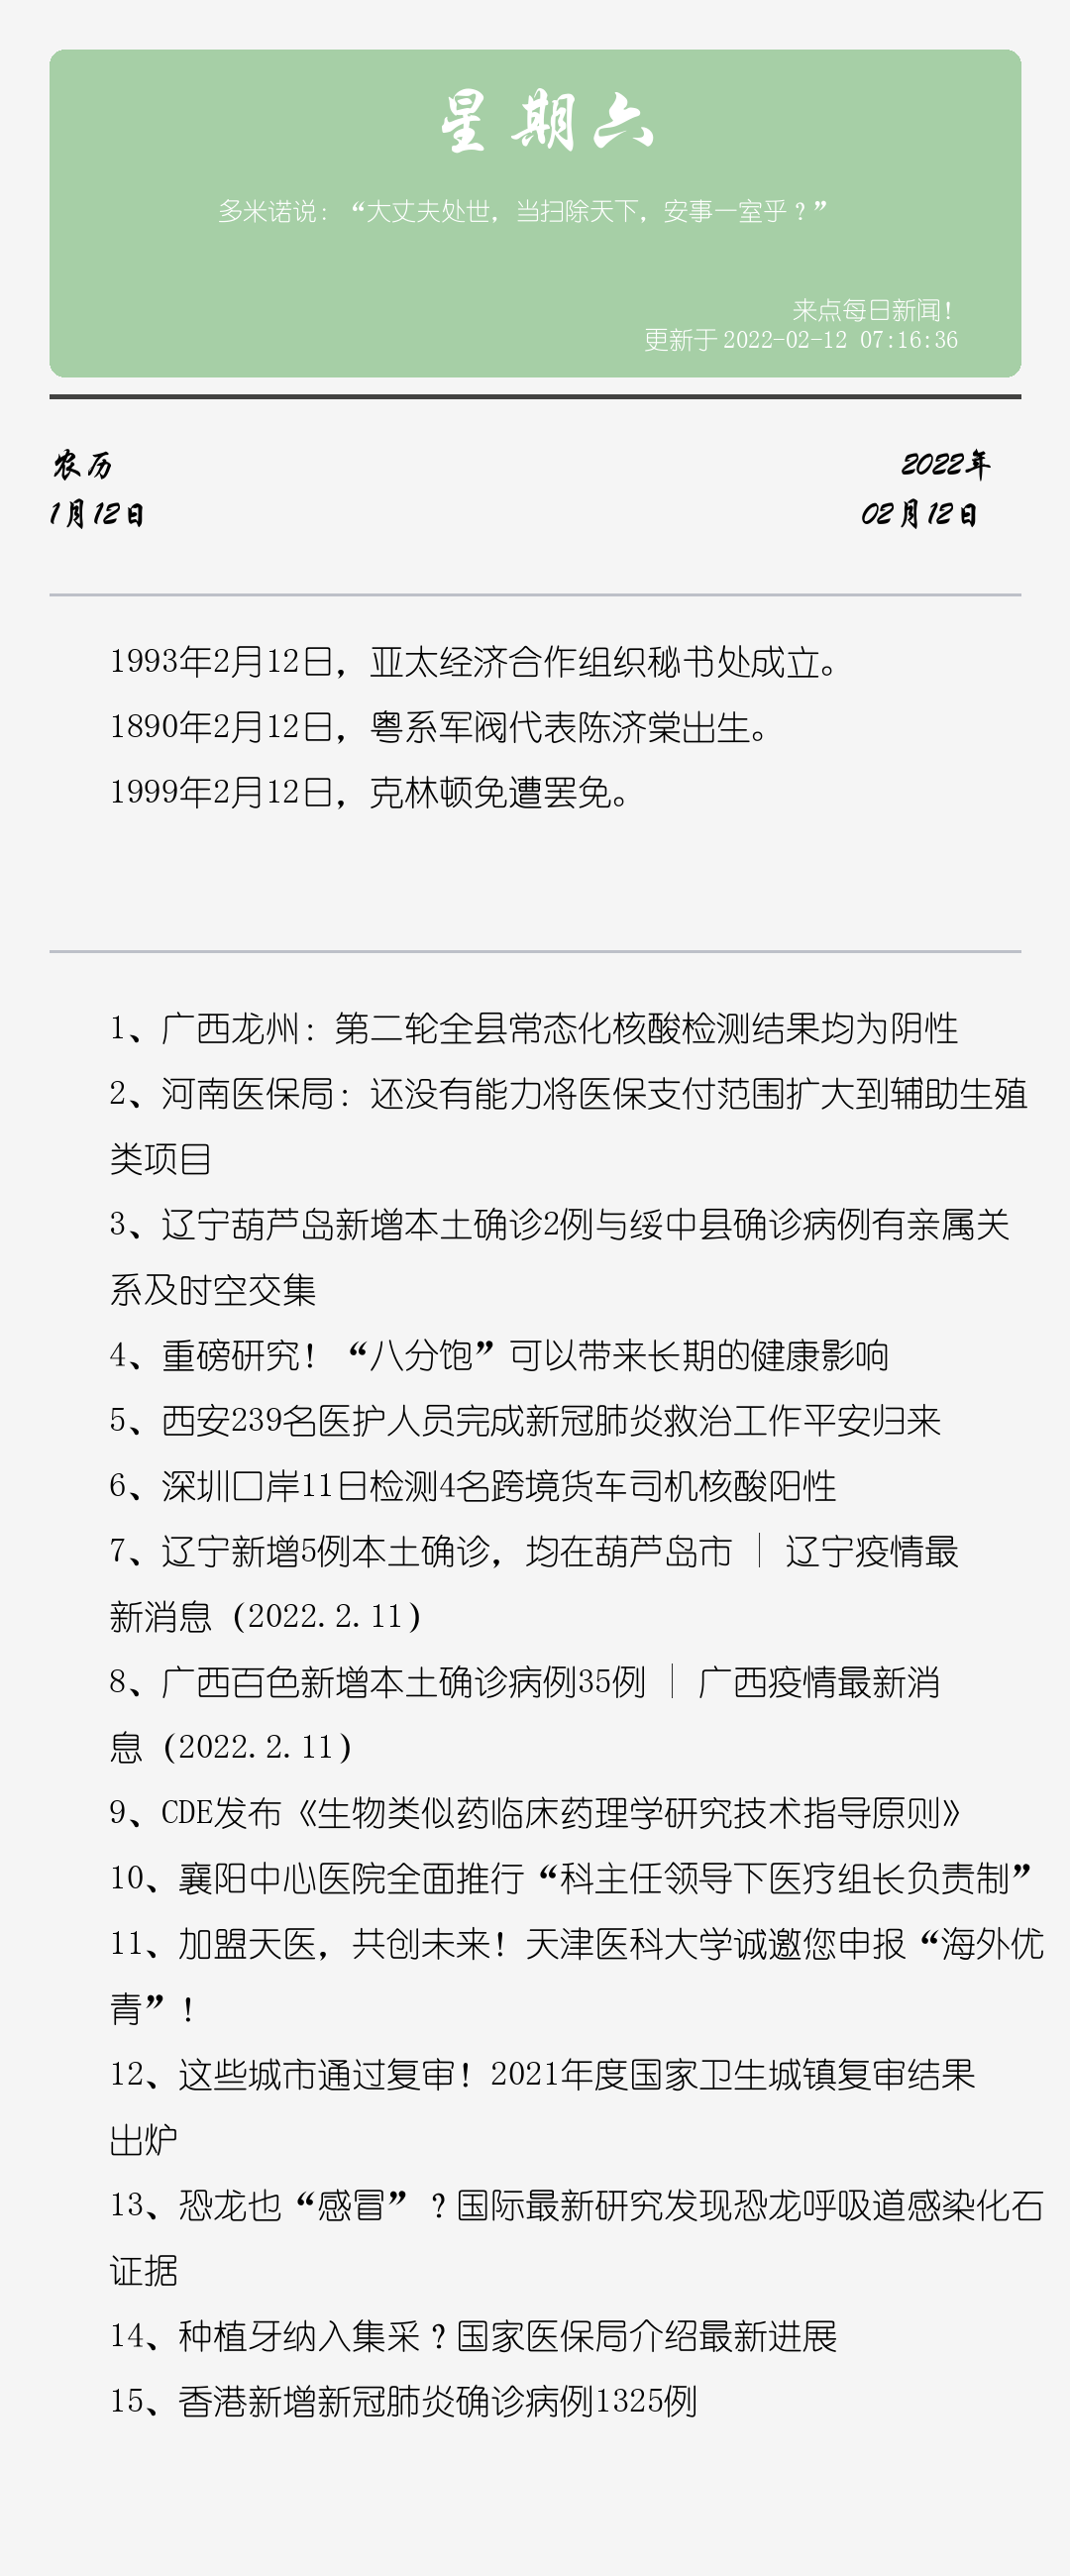 星期六
多米诺说：“大丈夫处世，当扫除天下，安事一室乎？”
来点每日新闻！
更新于 2022-02-12 07:16:36
农历
2022年
1月12日
02月12日
1993年2月12日，亚太经济合作组织秘书处成立。
1890年2月12日，粤系军阀代表陈济棠出生。
1999年2月12日，克林顿免遭罢免。
1、广西龙州：第二轮全县常态化核酸检测结果均为阴性
2、河南医保局：还没有能力将医保支付范围扩大到辅助生殖
类项目
3、辽宁葫芦岛新增本土确诊2例与绥中县确诊病例有亲属关
系及时空交集
4、重磅研究！“八分饱”可以带来长期的健康影响
5、西安239名医护人员完成新冠肺炎救治工作平安归来
6、深圳口岸11日检测4名跨境货车司机核酸阳性
7、辽宁新增5例本土确诊，均在葫芦岛市｜辽宁疫情最
新消息（2022.2.11）
8、广西百色新增本土确诊病例35例｜广西疫情最新消
息（2022.2.11）
9、CDE发布《生物类似药临床药理学研究技术指导原则》
10、襄阳中心医院全面推行“科主任领导下医疗组长负责制”
11、加盟天医，共创未来！天津医科大学诚邀您申报“海外优
青”！
12、这些城市通过复审！2021年度国家卫生城镇复审结果
出炉
13、恐龙也“感冒”？国际最新研究发现恐龙呼吸道感染化石
证据
14、种植牙纳入集采？国家医保局介绍最新进展
15、香港新增新冠肺炎确诊病例1325例